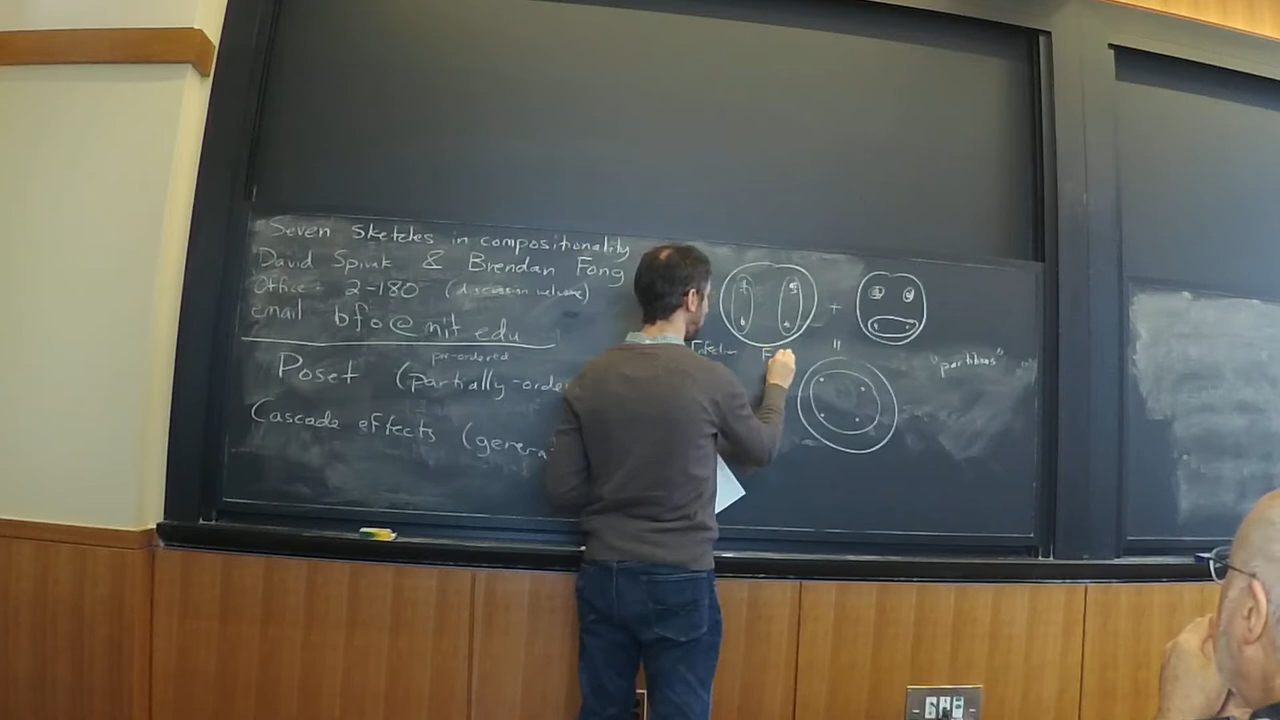 Seven Sketches in compositionality
David Spivak & Brendan Fong
Office: 2-180 (discussion welcome)
email bfo@mit.edu
pre-ordered
Poset (partially-orde
Cascade effects (genera
+
=
F
"partitions"